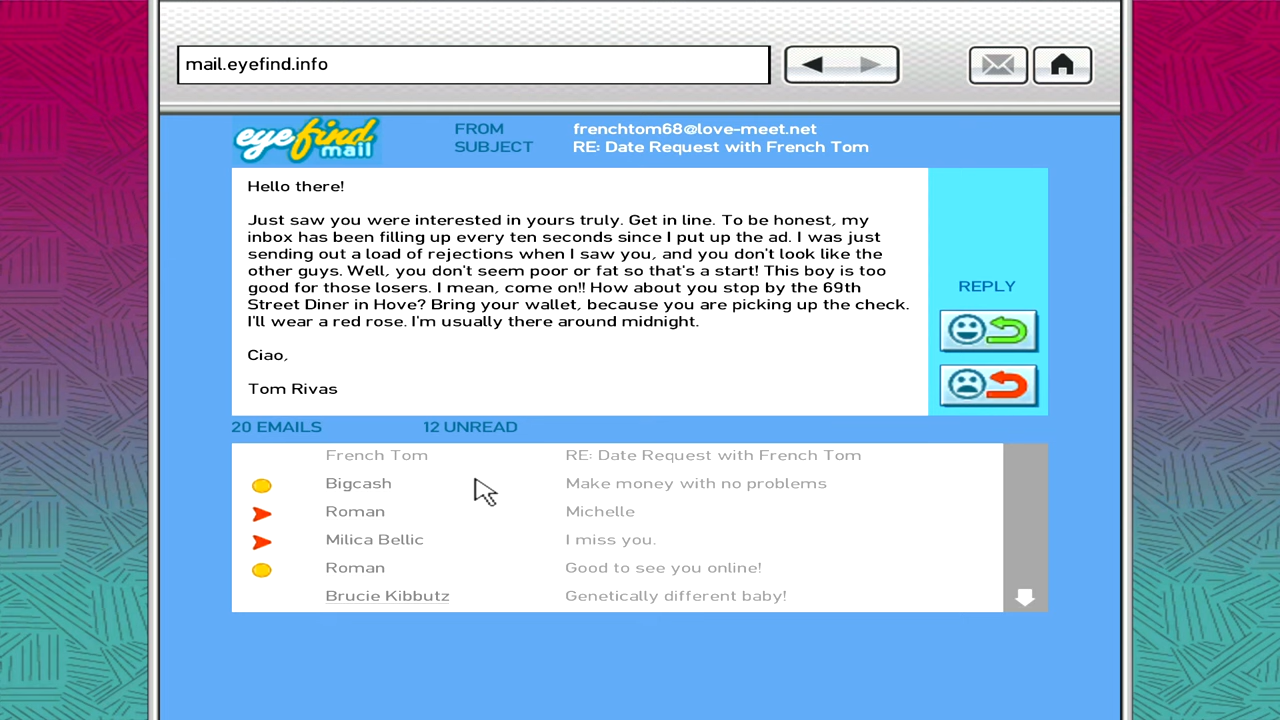 mail.eyefind.info
eyefind
mail
FROM frenchtom68@love-meet.net
SUBJECT RE: Date Request with French Tom
Hello there!
Just saw you were interested in yours truly. Get in line. To be honest, my
inbox has been filling up every ten seconds since I put up the ad. I was just
sending out a load of rejections when I saw you, and you don't look like the
other guys. Well, you don't seem poor or fat so that's a start! This boy is too
good for those losers. I mean, come on!! How about you stop by the 69th
Street Diner in Hove? Bring your wallet, because you are picking up the check.
I'll wear a red rose. I'm usually there around midnight.
Ciao,
Tom Rivas
REPLY
20 EMAILS 12 UNREAD
French Tom RE: Date Request with French Tom
Bigcash Make money with no problems
Roman Michelle
Milica Bellic I miss you.
Roman Good to see you online!
Brucie Kibbutz Genetically different baby!